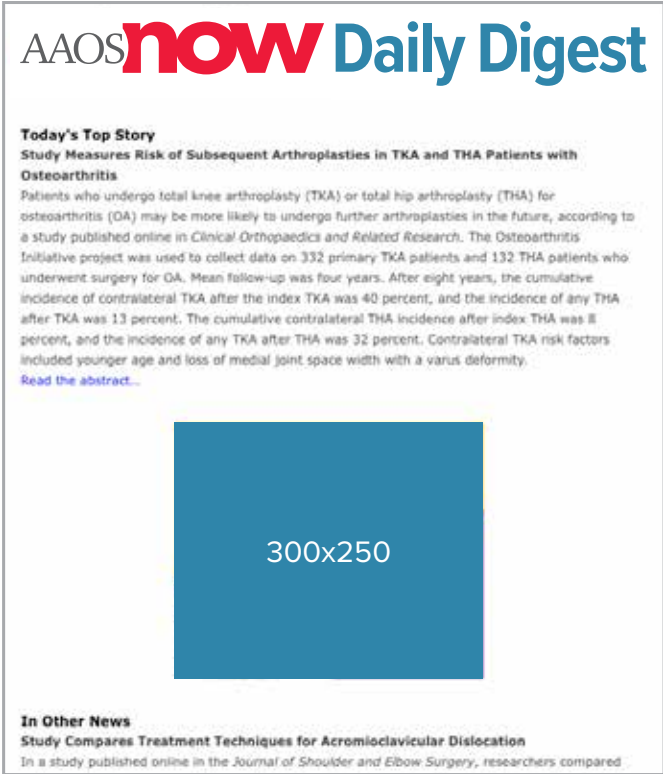 AAOSnow Daily Digest
Today's Top Story
Study Measures Risk of Subsequent Arthroplasties in TKA and THA Patients with
Osteoarthritis
Patients who undergo total knee arthroplasty (TKA) or total hip arthroplasty (THA) for
osteoarthritis (OA) may be more likely to undergo further arthroplasties in the future, according to
a study published online in Clinical Orthopaedics and Related Research. The Osteoarthritis
Initiative project was used to collect data on 332 primary TKA patients and 132 THA patients who
underwent surgery for OA. Mean follow-up was four years. After eight years, the cumulative
incidence of contralateral TKA after the index TKA was 40 percent, and the incidence of any THA
after TKA was 13 percent. The cumulative contralateral THA incidence after index THA was 8
percent, and the incidence of any TKA after THA was 32 percent. Contralateral TKA risk factors
included younger age and loss of medial joint space width with a varus deformity.
Read the abstract...
300x250
In Other News
Study Compares Treatment Techniques for Acromioclavicular Dislocation
In a study published online in the Journal of Shoulder and Elbow Surgery, researchers compared